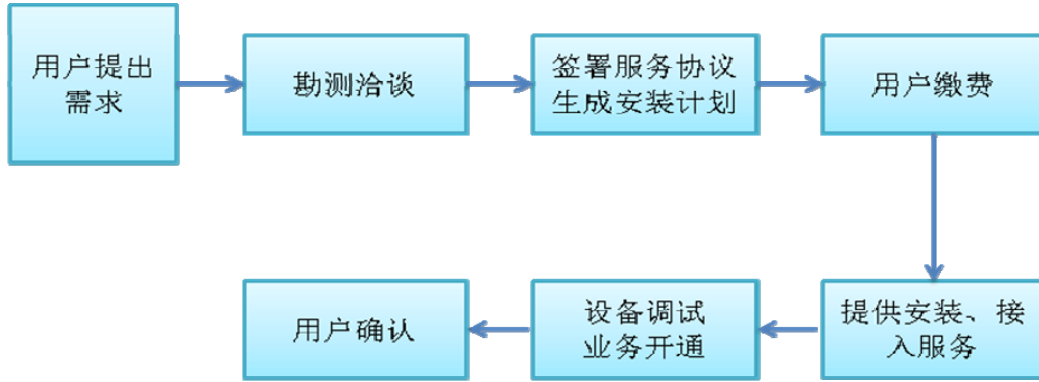 用户提出
需求
勘测洽谈
签署服务协议
生成安装计划
用户缴费
提供安装、接
入服务
设备调试
业务开通
用户确认